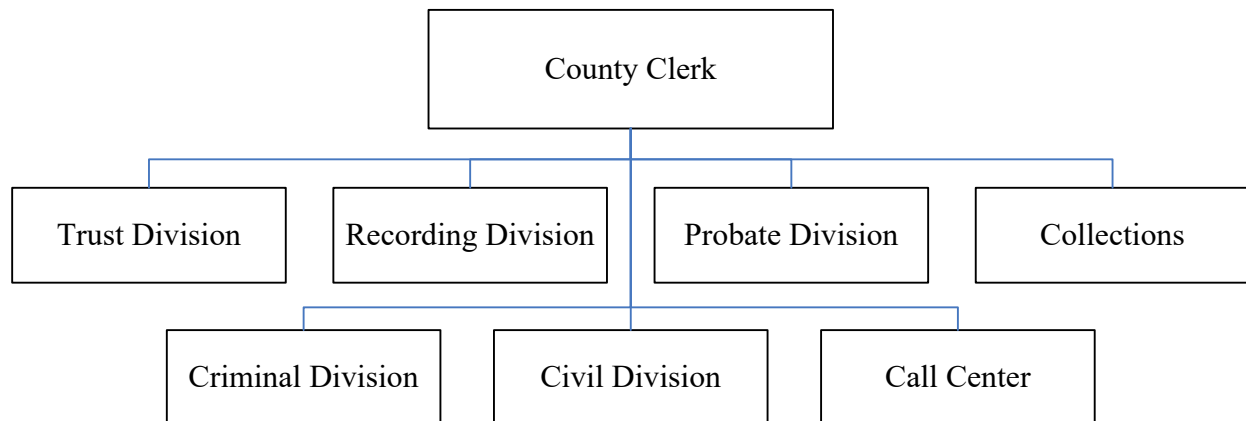 County Clerk
Trust Division
Recording Division
Probate Division
Collections
Criminal Division
Civil Division
Call Center